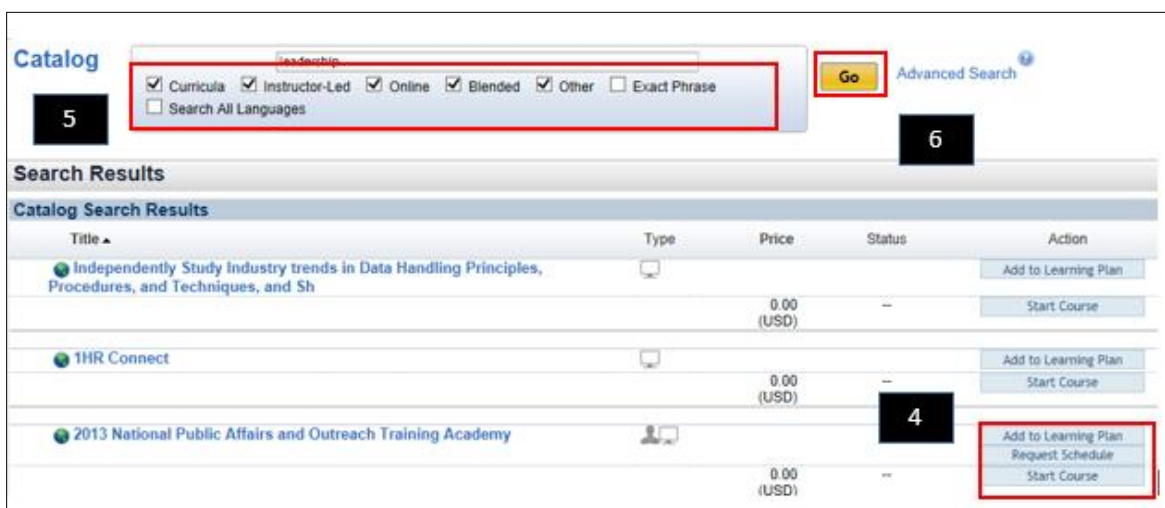 Catalog
leadership
Go
Advanced Search
Curricula Instructor-Led Online Blended Other Exact Phrase
Search All Languages
5
6
Search Results
Catalog Search Results
Title Type Price Status Action
Independently Study Industry trends in Data Handling Principles,
Procedures, and Techniques, and Sh
Add to Learning Plan
0.00
(USD)
--
Start Course
1HR Connect
Add to Learning Plan
0.00
(USD)
--
Start Course
4
2013 National Public Affairs and Outreach Training Academy
Add to Learning Plan
Request Schedule
0.00
(USD)
--
Start Course